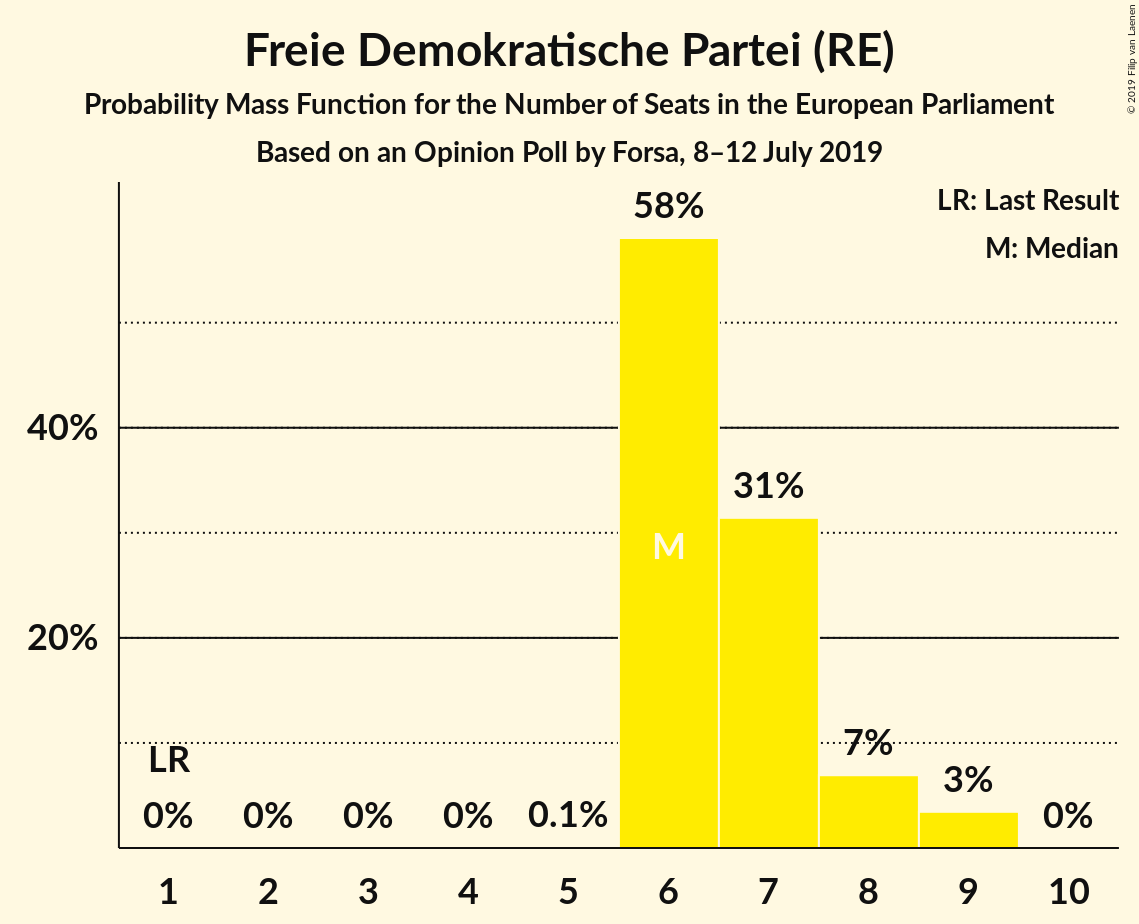 Freie Demokratische Partei (RE)
Probability Mass Function for the Number of Seats in the European Parliament
Based on an Opinion Poll by Forsa, 8–12 July 2019
© 2019 Filip van Laenen
LR: Last Result
M: Median
58%
40%
31%
M
20%
LR
7%
3%
0% 0% 0% 0% 0.1% 0%
1 2 3 4 5 6 7 8 9 10